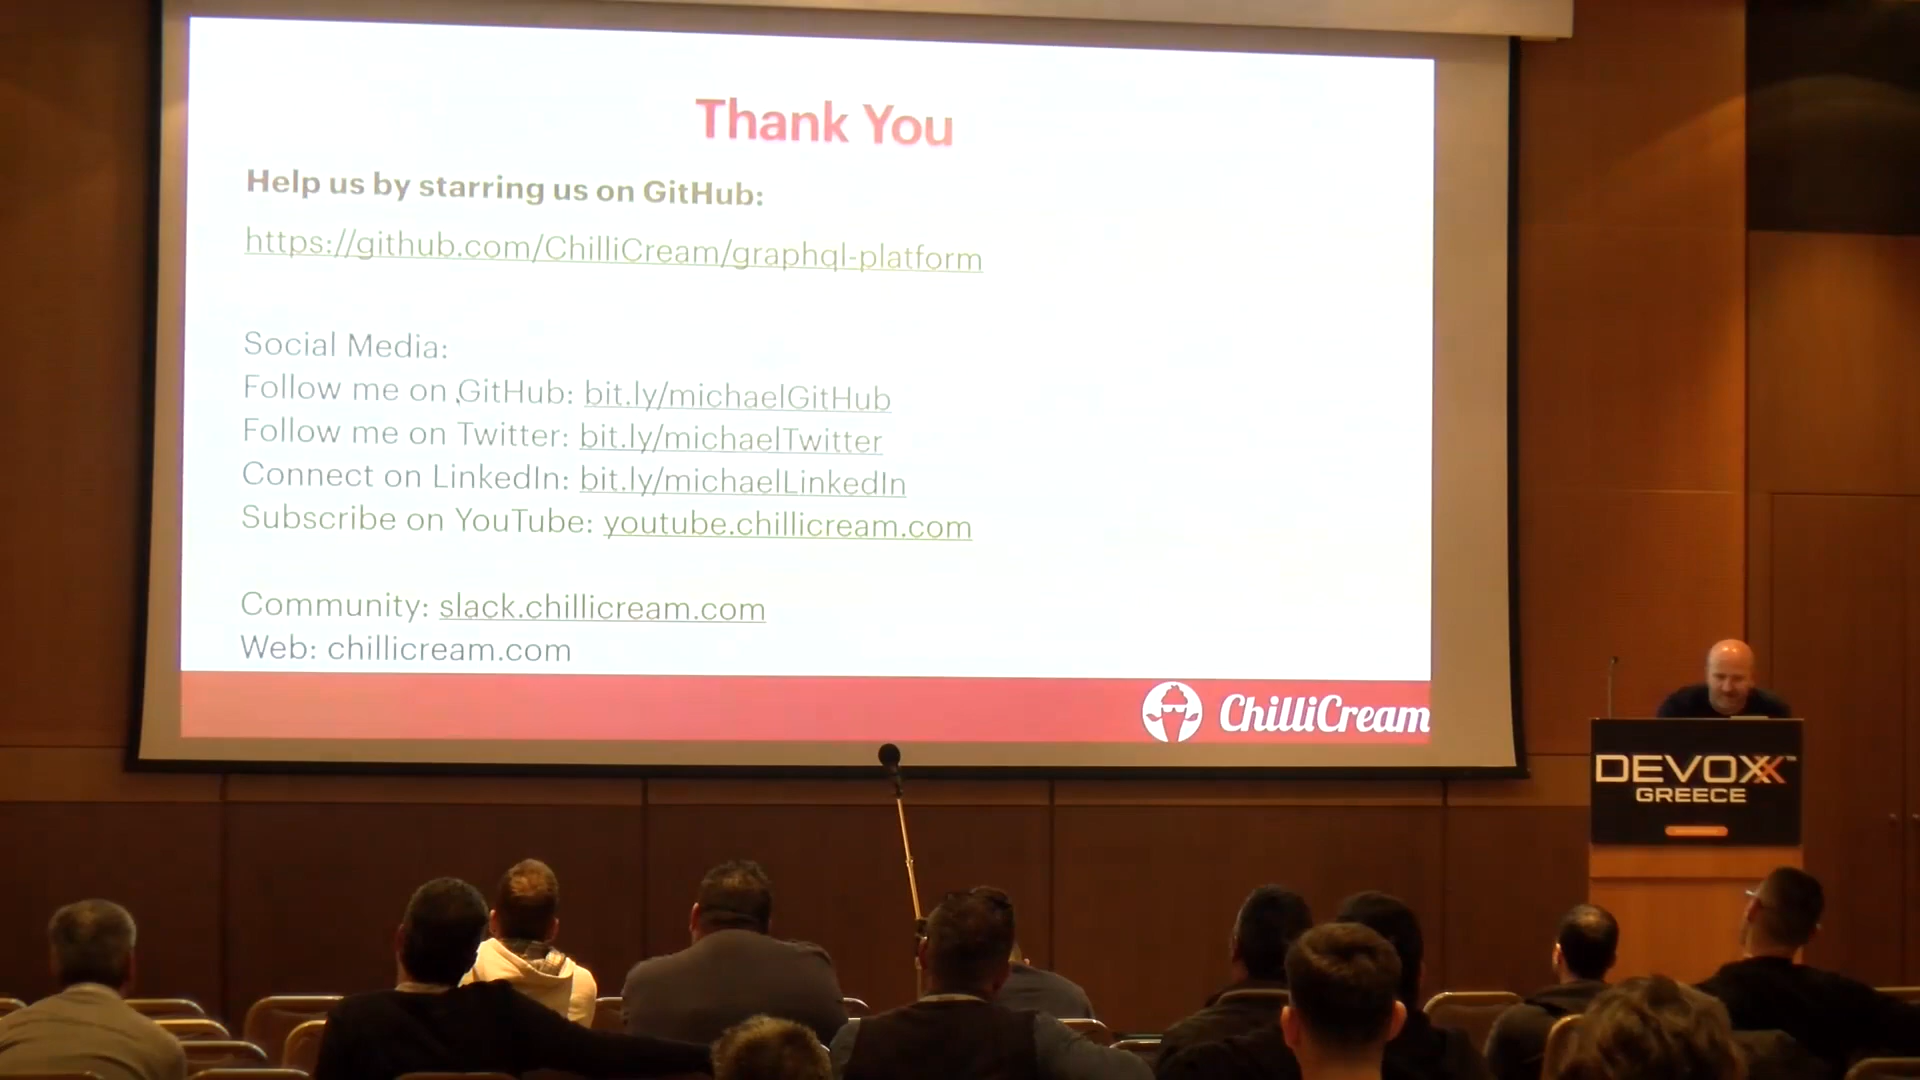 Thank You
Help us by starring us on GitHub:
https://github.com/ChilliCream/graphql-platform
Social Media:
Follow me on GitHub: bit.ly/michaelGitHub
Follow me on Twitter: bit.ly/michaelTwitter
Connect on LinkedIn: bit.ly/michaelLinkedIn
Subscribe on YouTube: youtube.chillicream.com
Community: slack.chillicream.com
Web: chillicream.com
ChilliCream
DEVOXX™
GREECE